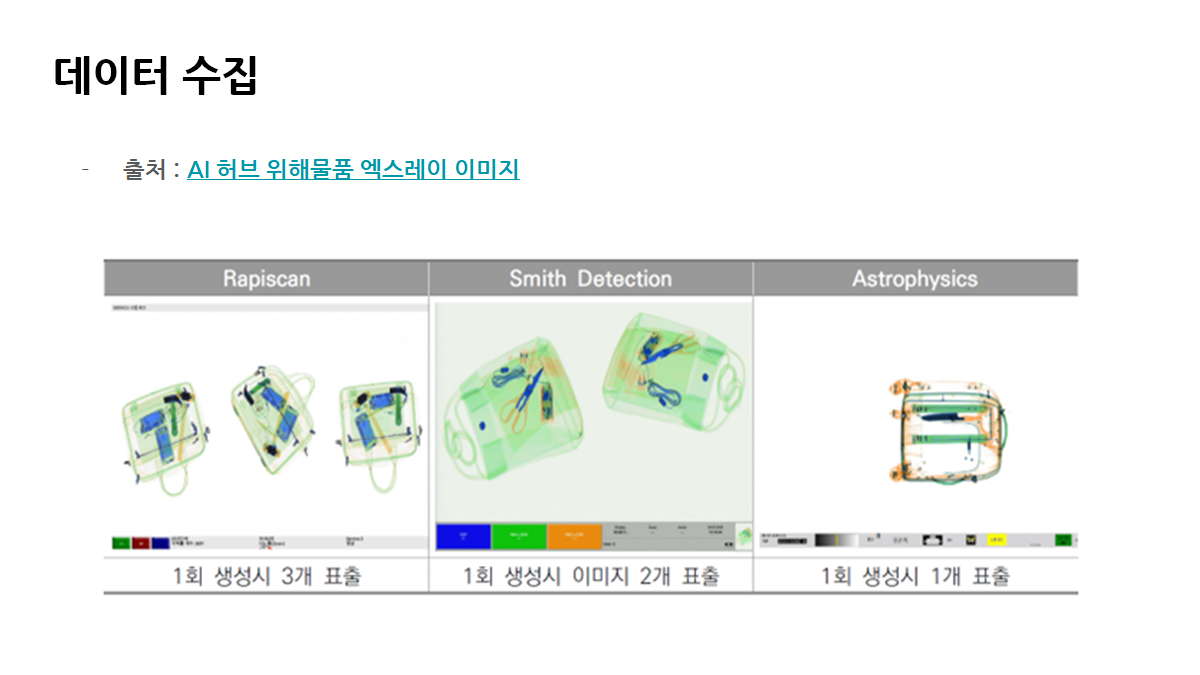 데이터 수집
- 출처 : AI 허브 위해물품 엑스레이 이미지
Rapiscan Smith Detection Astrophysics
1회 생성시 3개 표출 1회 생성시 이미지 2개 표출 1회 생성시 1개 표출